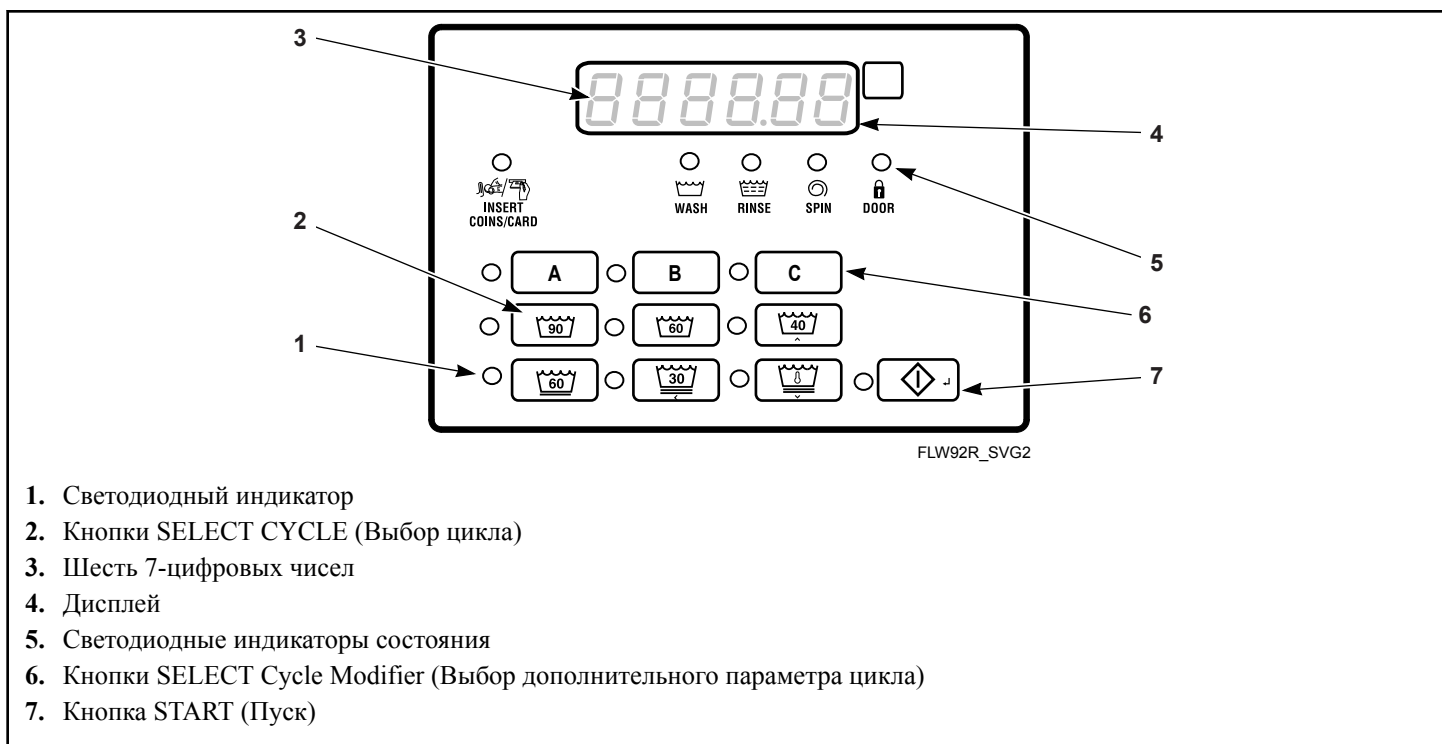 3
888888.88
4
INSERT
COINS/CARD
WASH RINSE SPIN DOOR
2
5
A B C
6
90 60 40
1
60 30
7
FLW92R_SVG2
1. Светодиодный индикатор
2. Кнопки SELECT CYCLE (Выбор цикла)
3. Шесть 7-цифровых чисел
4. Дисплей
5. Светодиодные индикаторы состояния
6. Кнопки SELECT Cycle Modifier (Выбор дополнительного параметра цикла)
7. Кнопка START (Пуск)